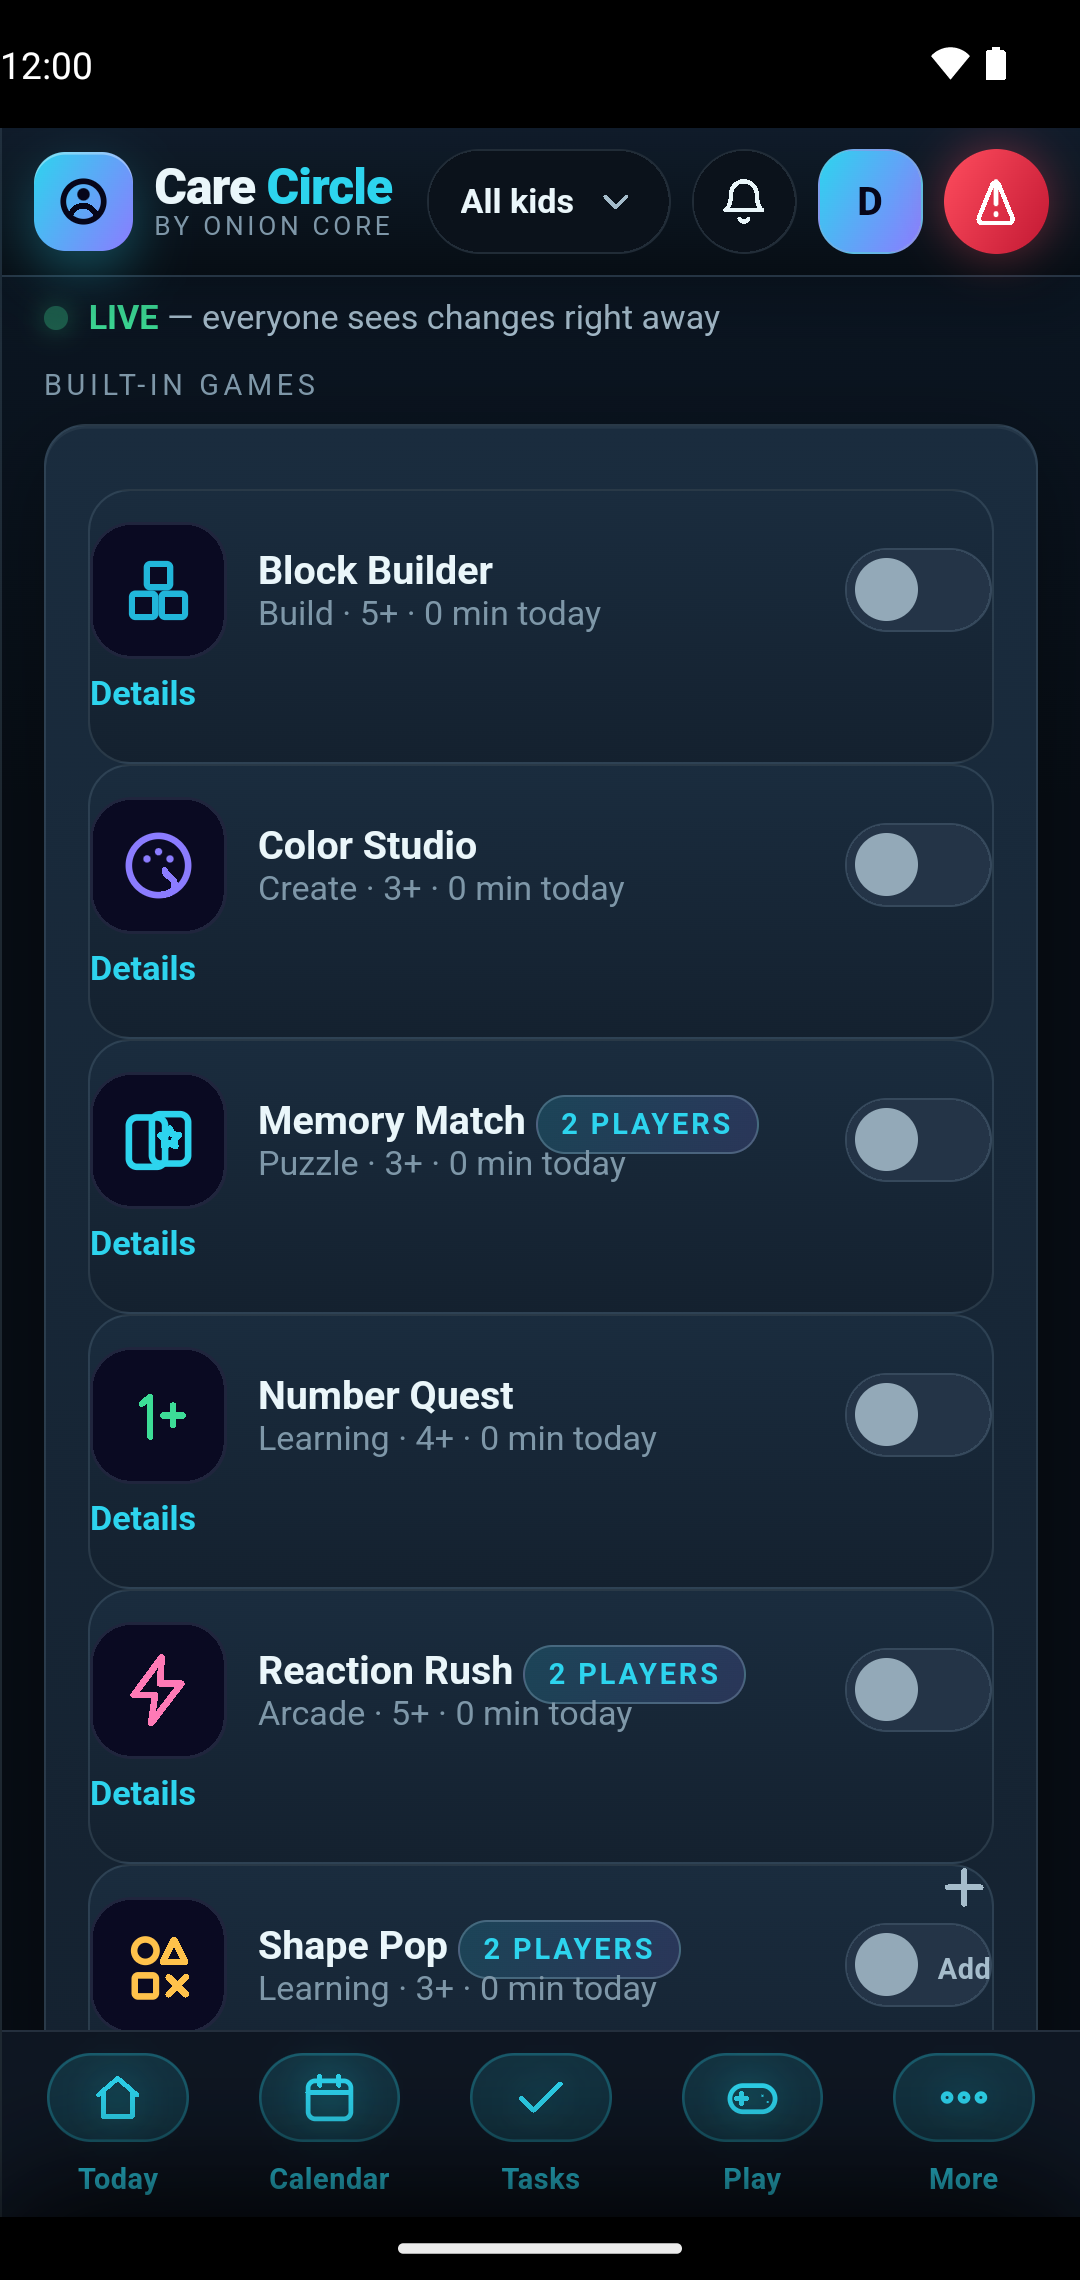 12:00
Care Circle
BY ONION CORE
All kids
D
LIVE — everyone sees changes right away
BUILT-IN GAMES
Block Builder
Build · 5+ · 0 min today
Details
Color Studio
Create · 3+ · 0 min today
Details
Memory Match 2 PLAYERS
Puzzle · 3+ · 0 min today
Details
1+
Number Quest
Learning · 4+ · 0 min today
Details
Reaction Rush 2 PLAYERS
Arcade · 5+ · 0 min today
Details
Shape Pop 2 PLAYERS
Learning · 3+ · 0 min today
Add
Today Calendar Tasks Play More